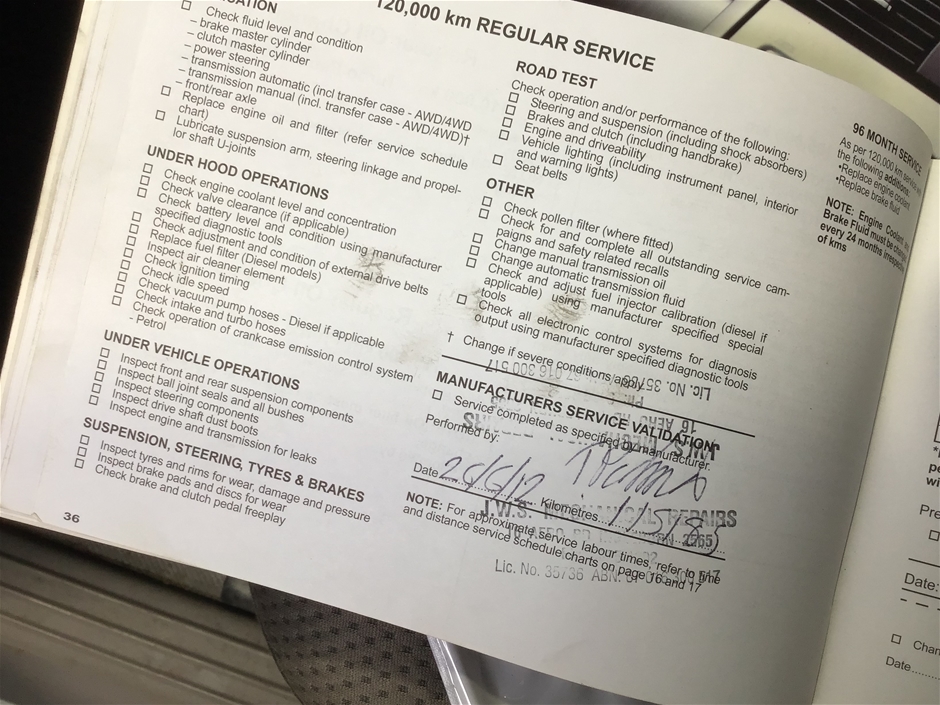 120,000 km REGULAR SERVICE
Check fluid level and condition
– brake master cylinder
– clutch master cylinder
– power steering
– transmission automatic (incl transfer case - AWD/4WD
– transmission manual (incl. transfer case - AWD/4WD)†
– front/rear axle
Replace engine oil and filter (refer service schedule
chart)
Lubricate suspension arm, steering linkage and propel-
lor shaft U-joints
UNDER HOOD OPERATIONS
Check engine coolant level and concentration
Check valve clearance (if applicable)
Check battery level and condition using manufacturer
specified diagnostic tools
Check adjustment and condition of external drive belts
Replace fuel filter (Diesel models)
Inspect air cleaner element
Check ignition timing
Check idle speed
Check vacuum pump hoses - Diesel if applicable
Check intake and turbo hoses
Check operation of crankcase emission control system
- Petrol
UNDER VEHICLE OPERATIONS
Inspect front and rear suspension components
Inspect ball joint seals and all bushes
Inspect steering components
Inspect drive shaft dust boots
Inspect engine and transmission for leaks
SUSPENSION, STEERING, TYRES & BRAKES
Inspect tyres and rims for wear, damage and pressure
Inspect brake pads and discs for wear
Check brake and clutch pedal freeplay
36
ROAD TEST
Check operation and/or performance of the following:
Steering and suspension (including shock absorbers)
Brakes and clutch (including handbrake)
Engine and driveability
Vehicle lighting (including instrument panel, interior
and warning lights)
Seat belts
OTHER
Check pollen filter (where fitted)
Check for and complete all outstanding service cam-
paigns and safety related recalls
Change manual transmission oil
Change automatic transmission fluid
Check and adjust fuel injector calibration (diesel if
applicable) using manufacturer specified special
tools
Check all electronic control systems for diagnosis
output using manufacturer specified diagnostic tools
† Change if severe conditions apply
MANUFACTURERS SERVICE VALIDATION
Service completed as specified by manufacturer.
Performed by:
Date Kilometres
J.W.S. REPAIRS
NOTE: For approximate service labour times, refer to time
and distance service schedule charts on page 16 and 17
Lic. No. 35736 ABN:
96 MONTH SERVICE
As per 120,000 km service
the following additions
•Replace engine coolant
•Replace brake fluid
NOTE: Engine Coolant
Brake Fluid must be
every 24 months
of kms
Date:
Date